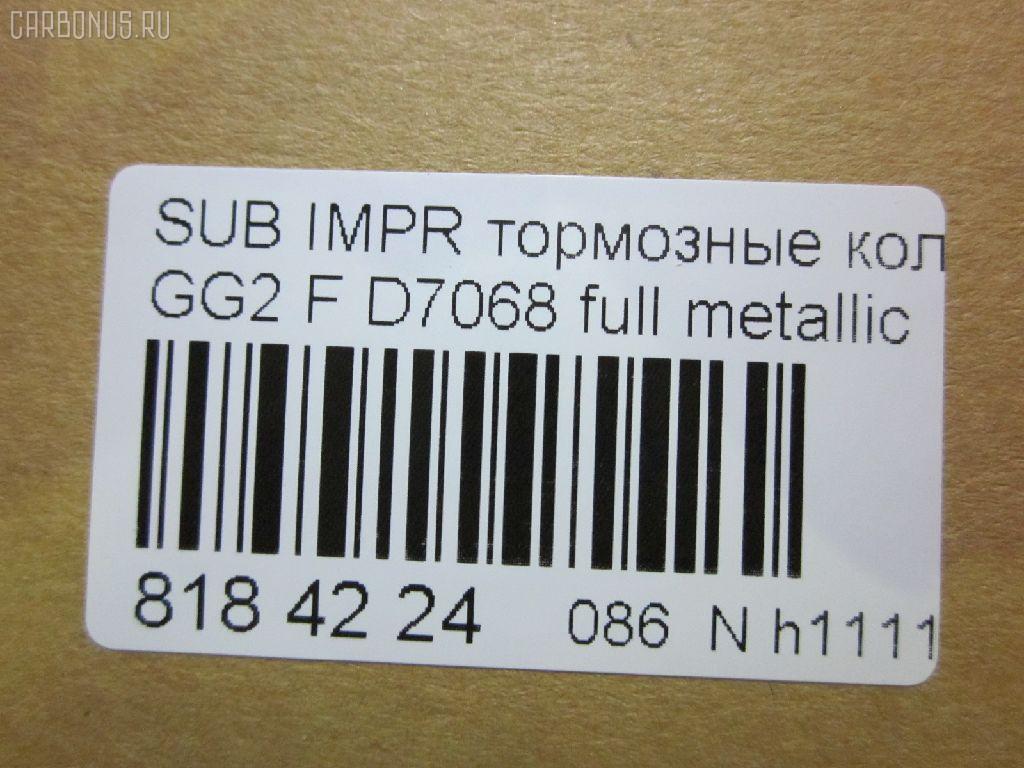 CARBONUS.RU
SUB IMPR тормозные кол
GG2 F D7068 full metallic
818 42 24 086 N h1111